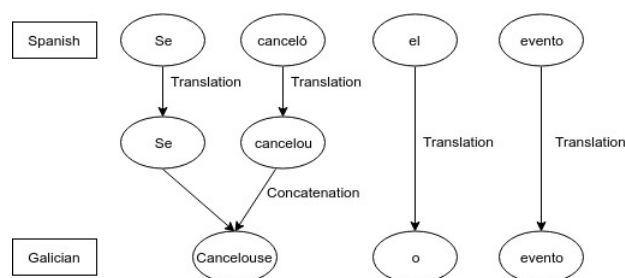 Spanish Se canceló el evento
Translation Translation
Se cancelou Translation Translation
Concatenation
Galician Cancelouse o evento